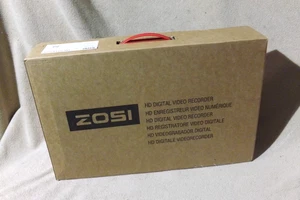 ZOSI
HD DIGITAL VIDEO RECORDER
HD ENREGISTREUR VIDÉO NUMÉRIQUE
HD DIGITAL VIDEO RECORDER
HD REGISTRATORE VIDEO DIGITALE
HD VIDEOGRABADOR DIGITAL
HD DIGITALE VIDEORECORDER